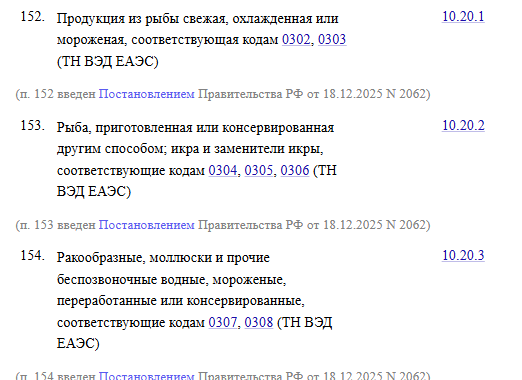 152. Продукция из рыбы свежая, охлажденная или 10.20.1
мороженая, соответствующая кодам 0302, 0303
(ТН ВЭД ЕАЭС)
(п. 152 введен Постановлением Правительства РФ от 18.12.2025 N 2062)
153. Рыба, приготовленная или консервированная 10.20.2
другим способом; икра и заменители икры,
соответствующие кодам 0304, 0305, 0306 (ТН
ВЭД ЕАЭС)
(п. 153 введен Постановлением Правительства РФ от 18.12.2025 N 2062)
154. Ракообразные, моллюски и прочие 10.20.3
беспозвоночные водные, мороженые,
переработанные или консервированные,
соответствующие кодам 0307, 0308 (ТН ВЭД
ЕАЭС)
(п. 154 введен Постановлением Правительства РФ от 18.12.2025 N 2062)